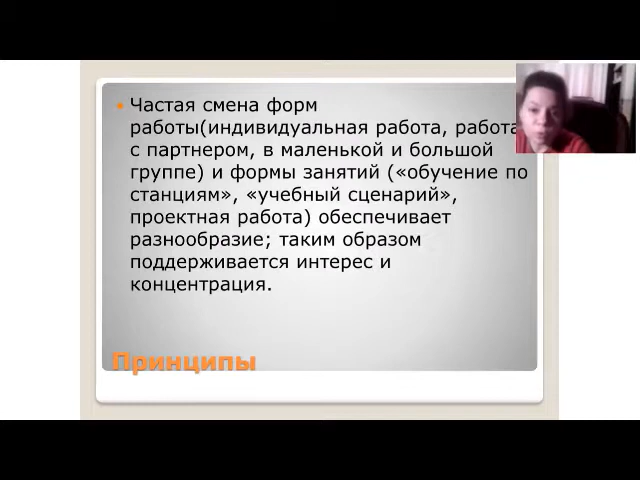 Частая смена форм
работы(индивидуальная работа, работа
с партнером, в маленькой и большой
группе) и формы занятий («обучение по
станциям», «учебный сценарий»,
проектная работа) обеспечивает
разнообразие; таким образом
поддерживается интерес и
концентрация.
Принципы